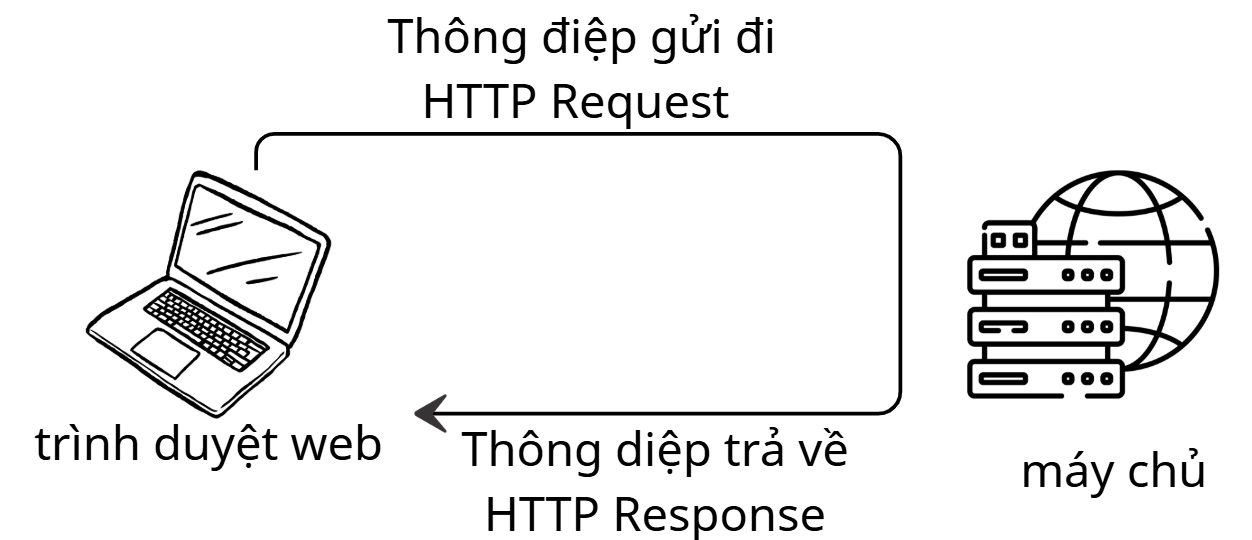 Thông điệp gửi đi
HTTP Request
trình duyệt web
Thông diệp trả về
HTTP Response
máy chủ